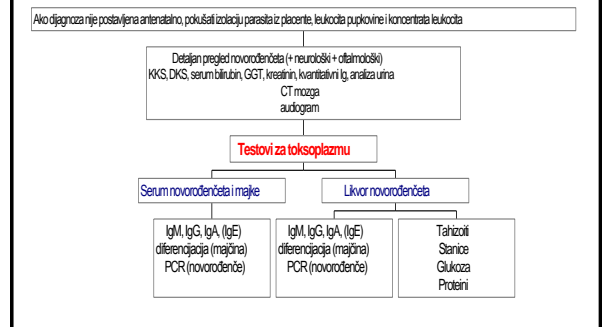 Ako dijagnoza nije postavljena antenatalno, pokušati izolaciju parasita iz placente, leukocita pupkovine i koncentrata leukocita
Detaljan pregled novorođenčeta (+ neurološki + oftalmološki)
KKS, DKS, serum bilirubin, GGT, kreatinin, kvantitativni Ig, analiza urina
CT mozga
audiogram
Testovi za toksoplazmu
Serum novorođenčeta i majke
Likvor novorođenčeta
IgM, IgG, IgA, (IgE)
diferencijacija (majčina)
PCR (novorođenče)
IgM, IgG, IgA, (IgE)
diferencijacija (majčina)
PCR (novorođenče)
Tahizoiti
Stanice
Glukoza
Proteini